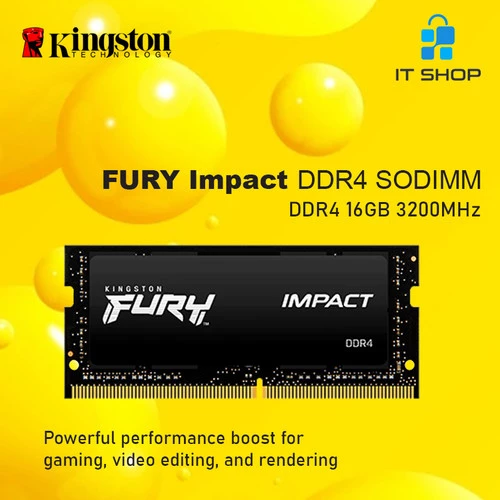 Kingston
TECHNOLOGY
IT SHOP
FURY Impact DDR4 SODIMM
DDR4 16GB 3200MHz
KINGSTON
FURY™
IMPACT
DDR4
Powerful performance boost for
gaming, video editing, and rendering